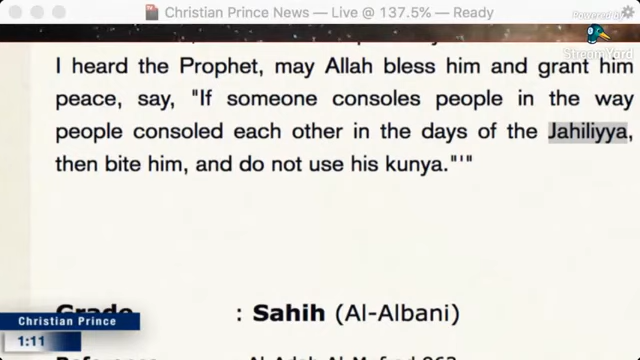 Christian Prince News — Live @ 137.5% — Ready
Powered by
StreamYard
I heard the Prophet, may Allah bless him and grant him
peace, say, "If someone consoles people in the way
people consoled each other in the days of the Jahiliyya,
then bite him, and do not use his kunya."'"
Grade : Sahih (Al-Albani)
Christian Prince
1:11